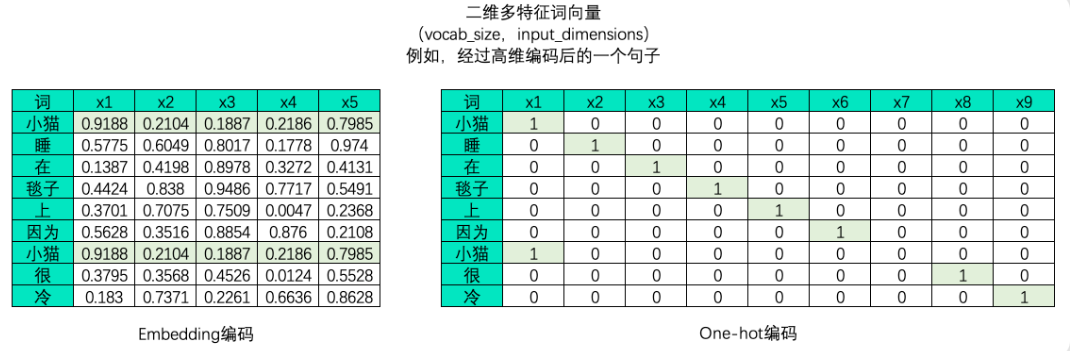 二维多特征词向量
（vocab_size，input_dimensions）
例如，经过高维编码后的一个句子
词 x1 x2 x3 x4 x5
小猫 0.9188 0.2104 0.1887 0.2186 0.7985
睡 0.5775 0.6049 0.8017 0.1778 0.974
在 0.1387 0.4198 0.8978 0.3272 0.4131
毯子 0.4424 0.838 0.9486 0.7717 0.5491
上 0.3701 0.7075 0.7509 0.0047 0.2368
因为 0.5628 0.3516 0.8854 0.876 0.2108
小猫 0.9188 0.2104 0.1887 0.2186 0.7985
很 0.3795 0.3568 0.4526 0.0124 0.5528
冷 0.183 0.7371 0.2261 0.6636 0.8628
Embedding编码
词 x1 x2 x3 x4 x5 x6 x7 x8 x9
小猫 1 0 0 0 0 0 0 0 0
睡 0 1 0 0 0 0 0 0 0
在 0 0 1 0 0 0 0 0 0
毯子 0 0 0 1 0 0 0 0 0
上 0 0 0 0 1 0 0 0 0
因为 0 0 0 0 0 1 0 0 0
小猫 1 0 0 0 0 0 0 0 0
很 0 0 0 0 0 0 0 1 0
冷 0 0 0 0 0 0 0 0 1
One-hot编码